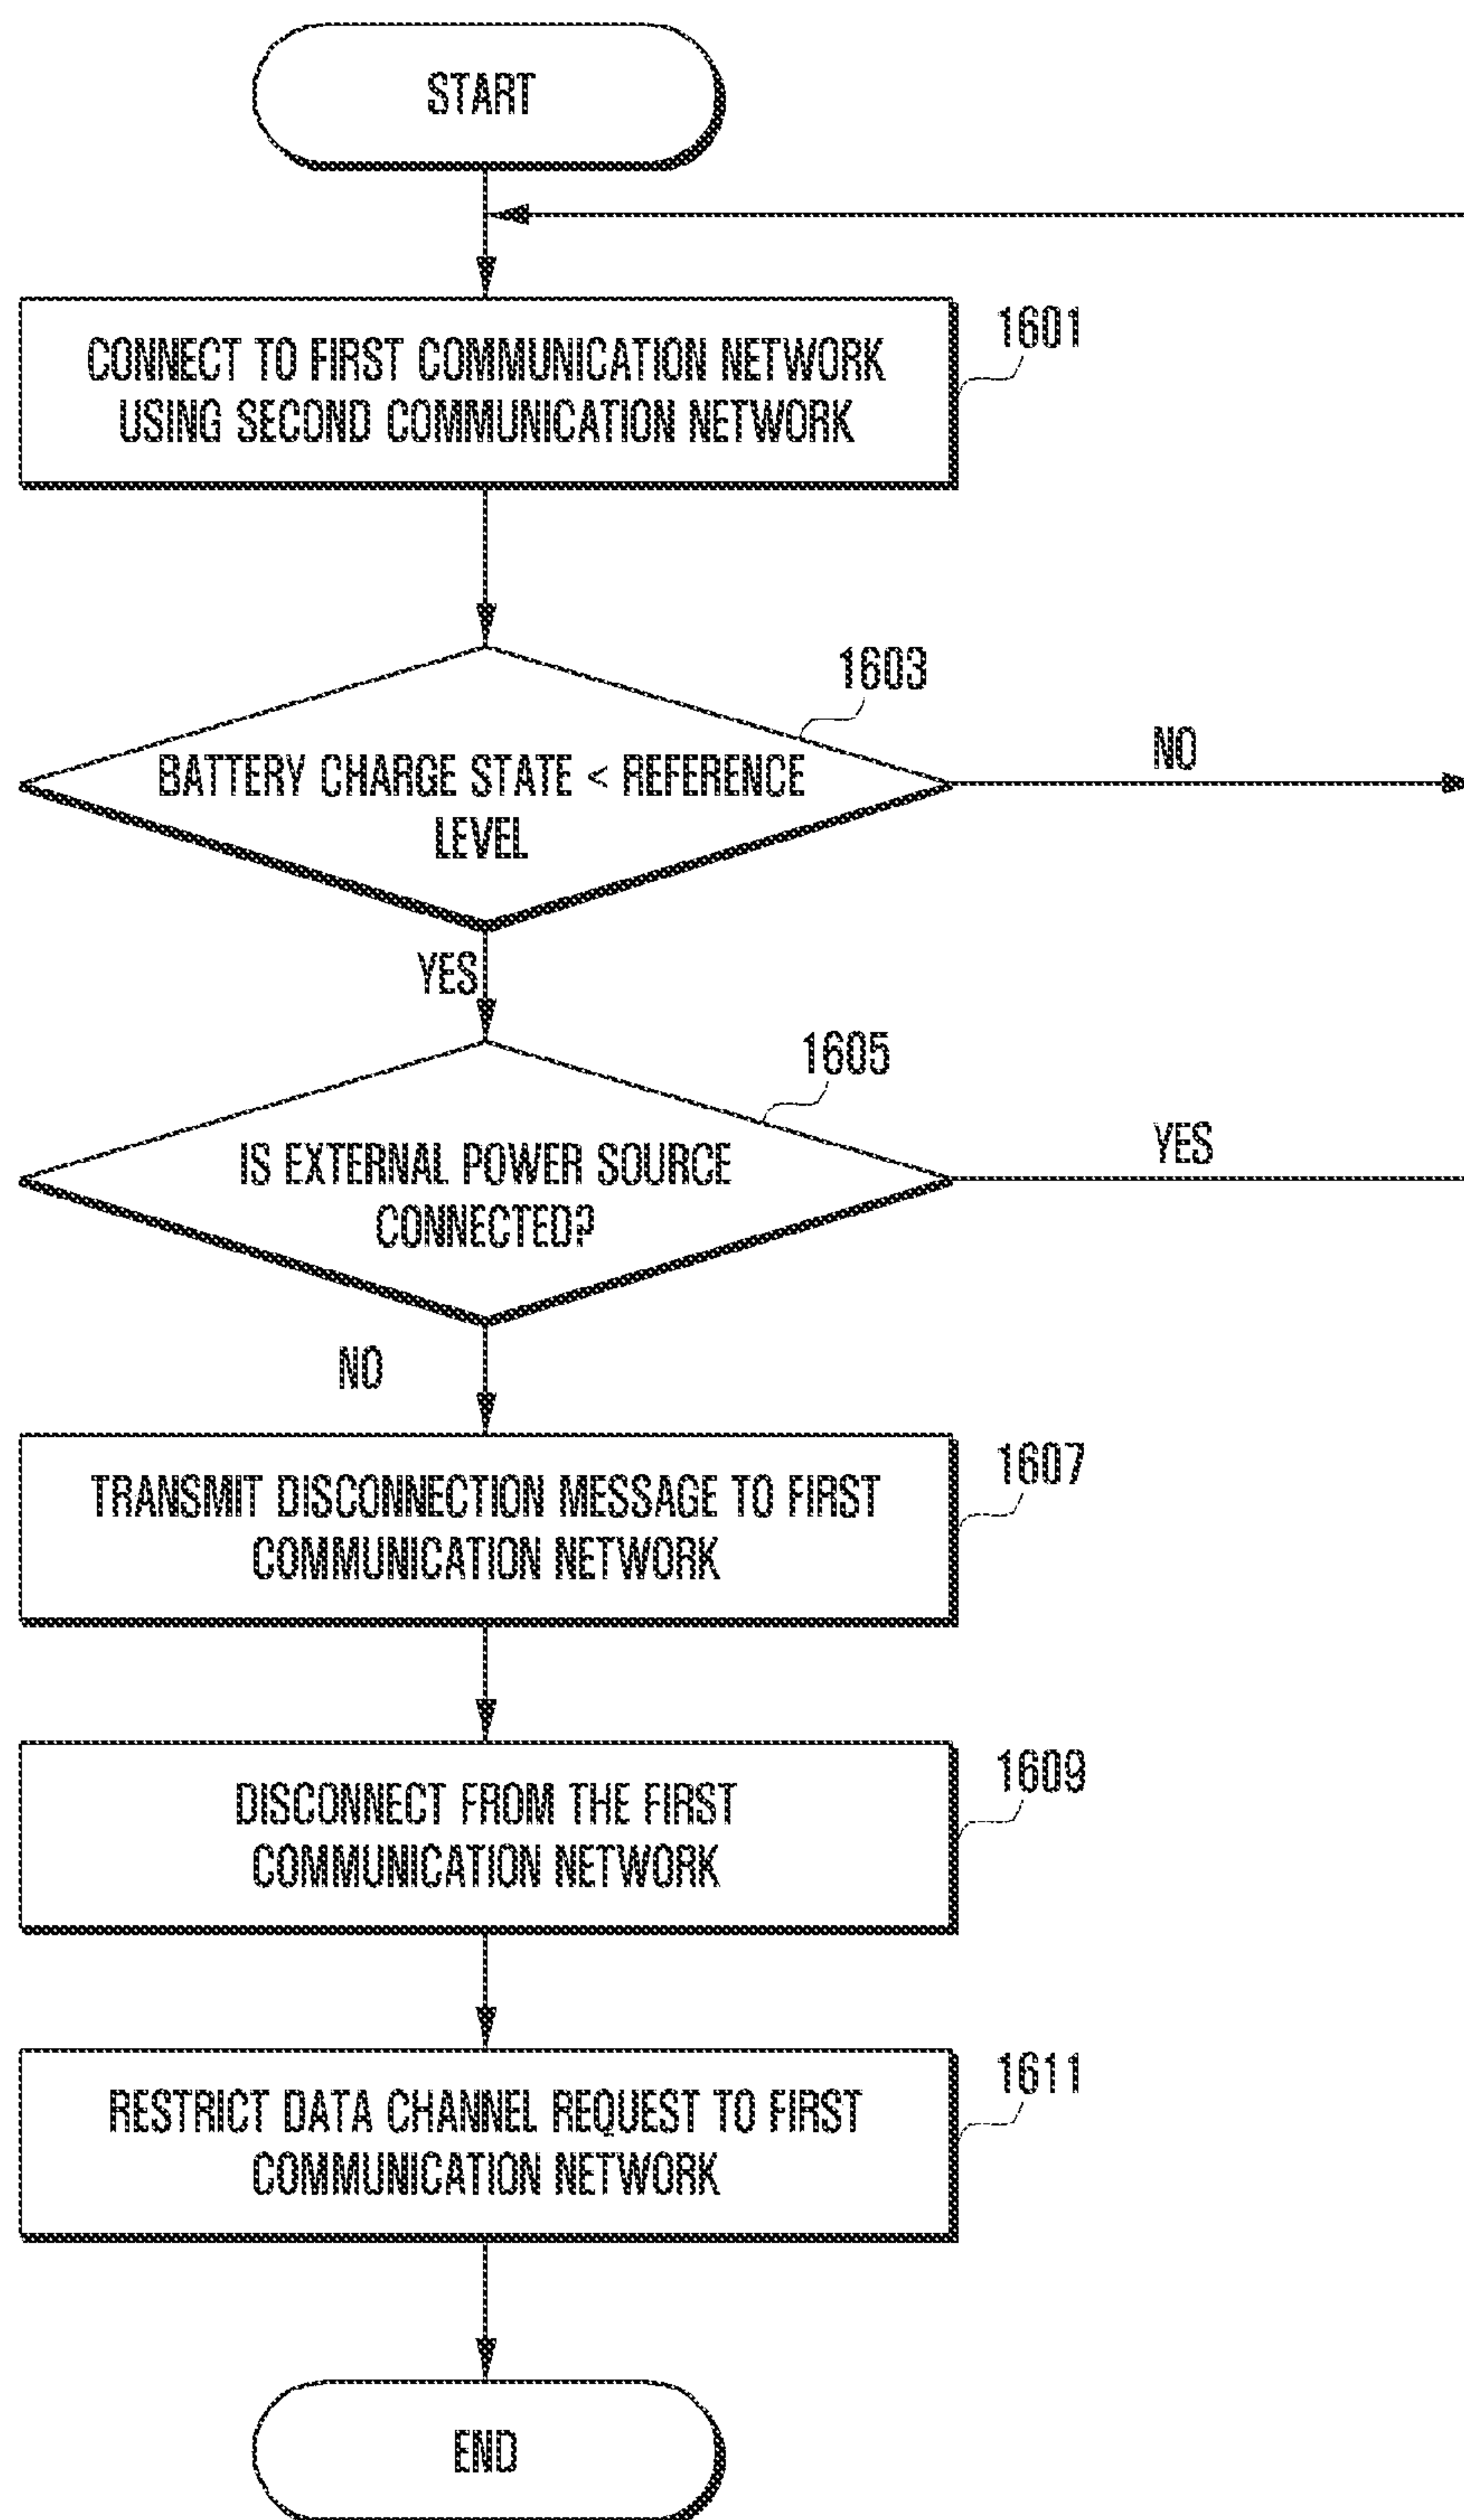 START
CONNECT TO FIRST COMMUNICATION NETWORK
USING SECOND COMMUNICATION NETWORK
1601
1603
BATTERY CHARGE STATE < REFERENCE
LEVEL
NO
YES
1605
IS EXTERNAL POWER SOURCE
CONNECTED?
YES
NO
TRANSMIT DISCONNECTION MESSAGE TO FIRST
COMMUNICATION NETWORK
1607
DISCONNECT FROM THE FIRST
COMMUNICATION NETWORK
1609
RESTRICT DATA CHANNEL REQUEST TO FIRST
COMMUNICATION NETWORK
1611
END